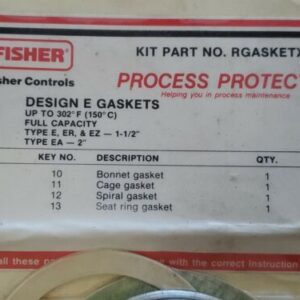 FISHER
KIT PART NO. RGASKETX
sher Controls
PROCESS PROTEC
Helping you in process maintenance
DESIGN E GASKETS
UP TO 302°F (150°C)
FULL CAPACITY
TYPE E, ER, & EZ — 1-1/2"
TYPE EA — 2"
KEY NO. DESCRIPTION QTY.
10 Bonnet gasket 1
11 Cage gasket 1
12 Spiral gasket 1
13 Seat ring gasket 1
all these pa with the correct instruction